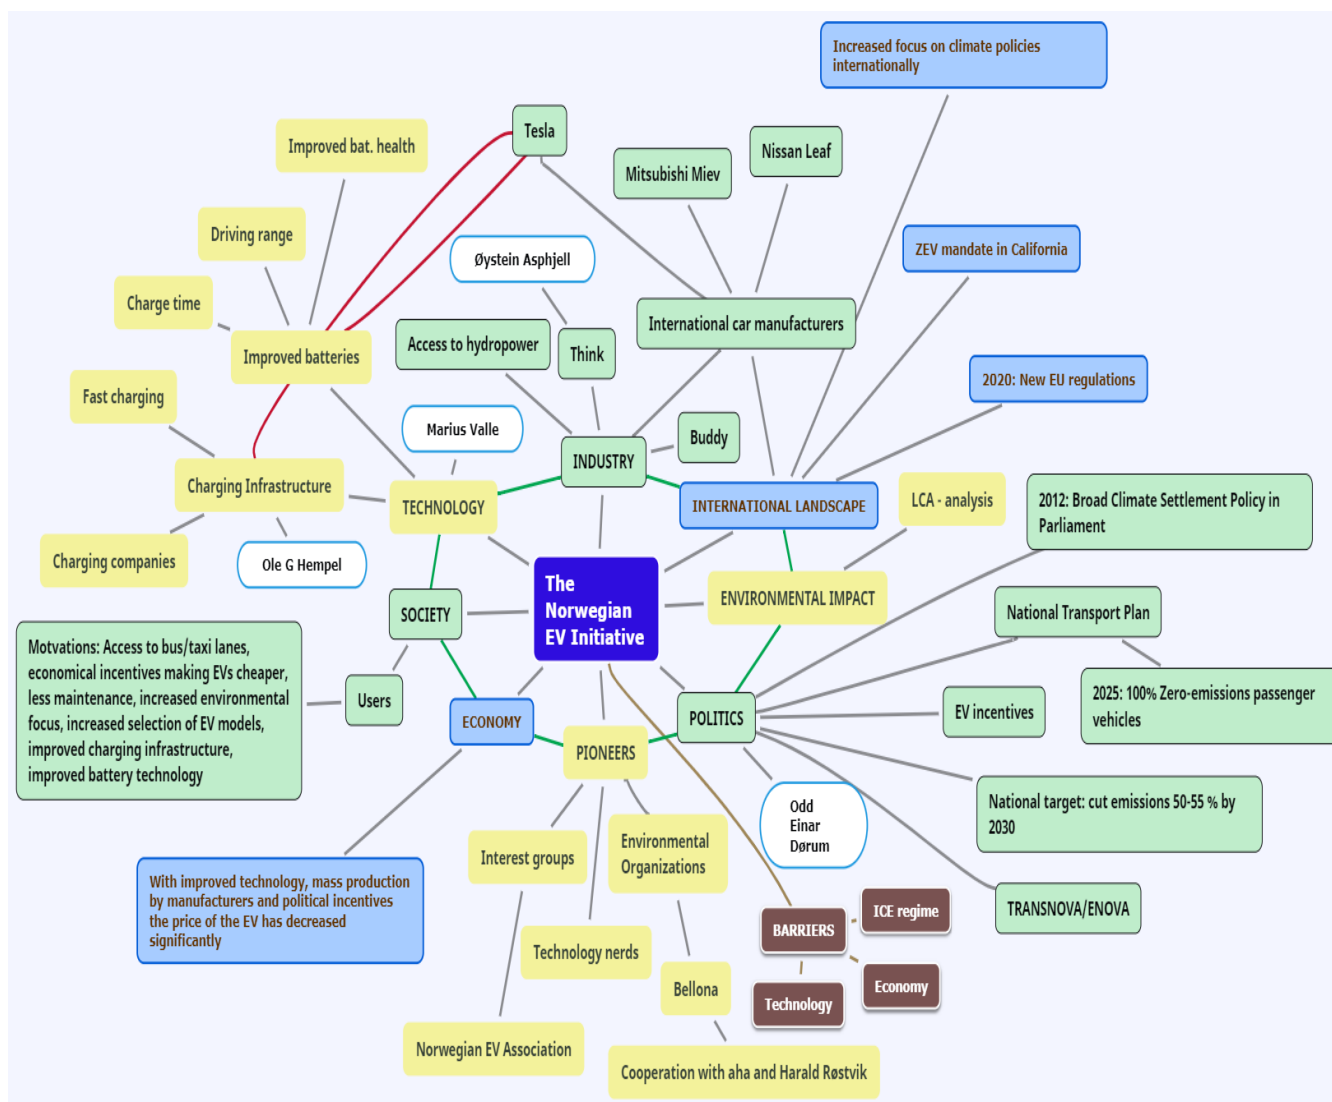 Increased focus on climate policies
internationally
Tesla
Improved bat. health
Mitsubishi Miev
Nissan Leaf
Driving range
Øystein Asphjell
ZEV mandate in California
Charge time
International car manufacturers
Access to hydropower
Think
Improved batteries
2020: New EU regulations
Fast charging
Marius Valle
Buddy
INDUSTRY
Charging Infrastructure
TECHNOLOGY
INTERNATIONAL LANDSCAPE
LCA - analysis
2012: Broad Climate Settlement Policy in
Parliament
Charging companies
Ole G Hempel
The
Norwegian
EV Initiative
ENVIRONMENTAL IMPACT
SOCIETY
National Transport Plan
Motvations: Access to bus/taxi lanes,
economical incentives making EVs cheaper,
less maintenance, increased environmental
focus, increased selection of EV models,
improved charging infrastructure,
improved battery technology
Users
2025: 100% Zero-emissions passenger
vehicles
EV incentives
ECONOMY
POLITICS
PIONEERS
National target: cut emissions 50-55 % by
2030
Odd
Einar
Dørum
Interest groups
Environmental
Organizations
With improved technology, mass production
by manufacturers and political incentives
the price of the EV has decreased
significantly
TRANSNOVA/ENOVA
ICE regime
BARRIERS
Technology nerds
Bellona
Economy
Technology
Norwegian EV Association
Cooperation with aha and Harald Røstvik